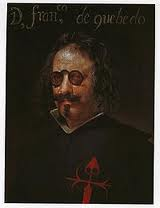 D, franco de quebedo